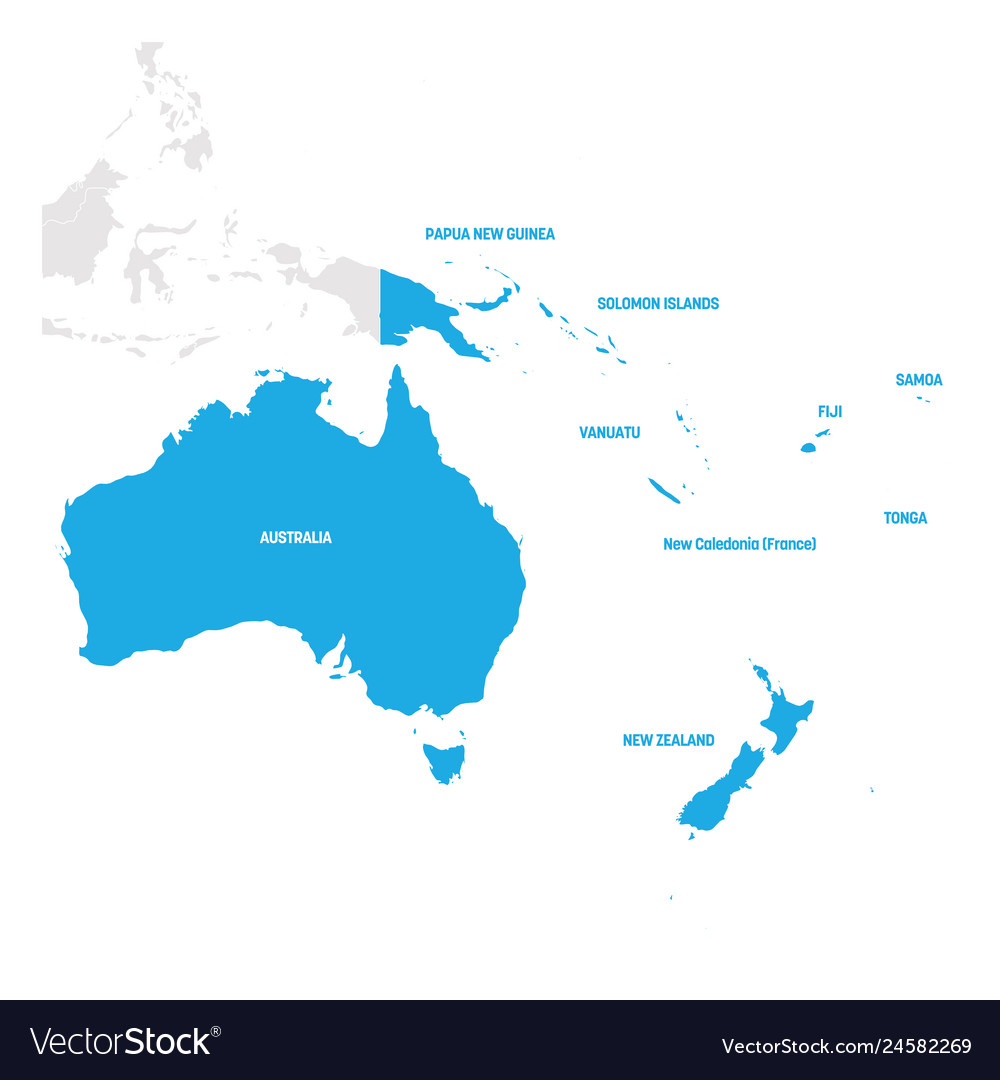 PAPUA NEW GUINEA
SOLOMON ISLANDS
SAMOA
FIJI
VANUATU
TONGA
AUSTRALIA
New Caledonia (France)
NEW ZEALAND
VectorStock®
VectorStock.com/24582269